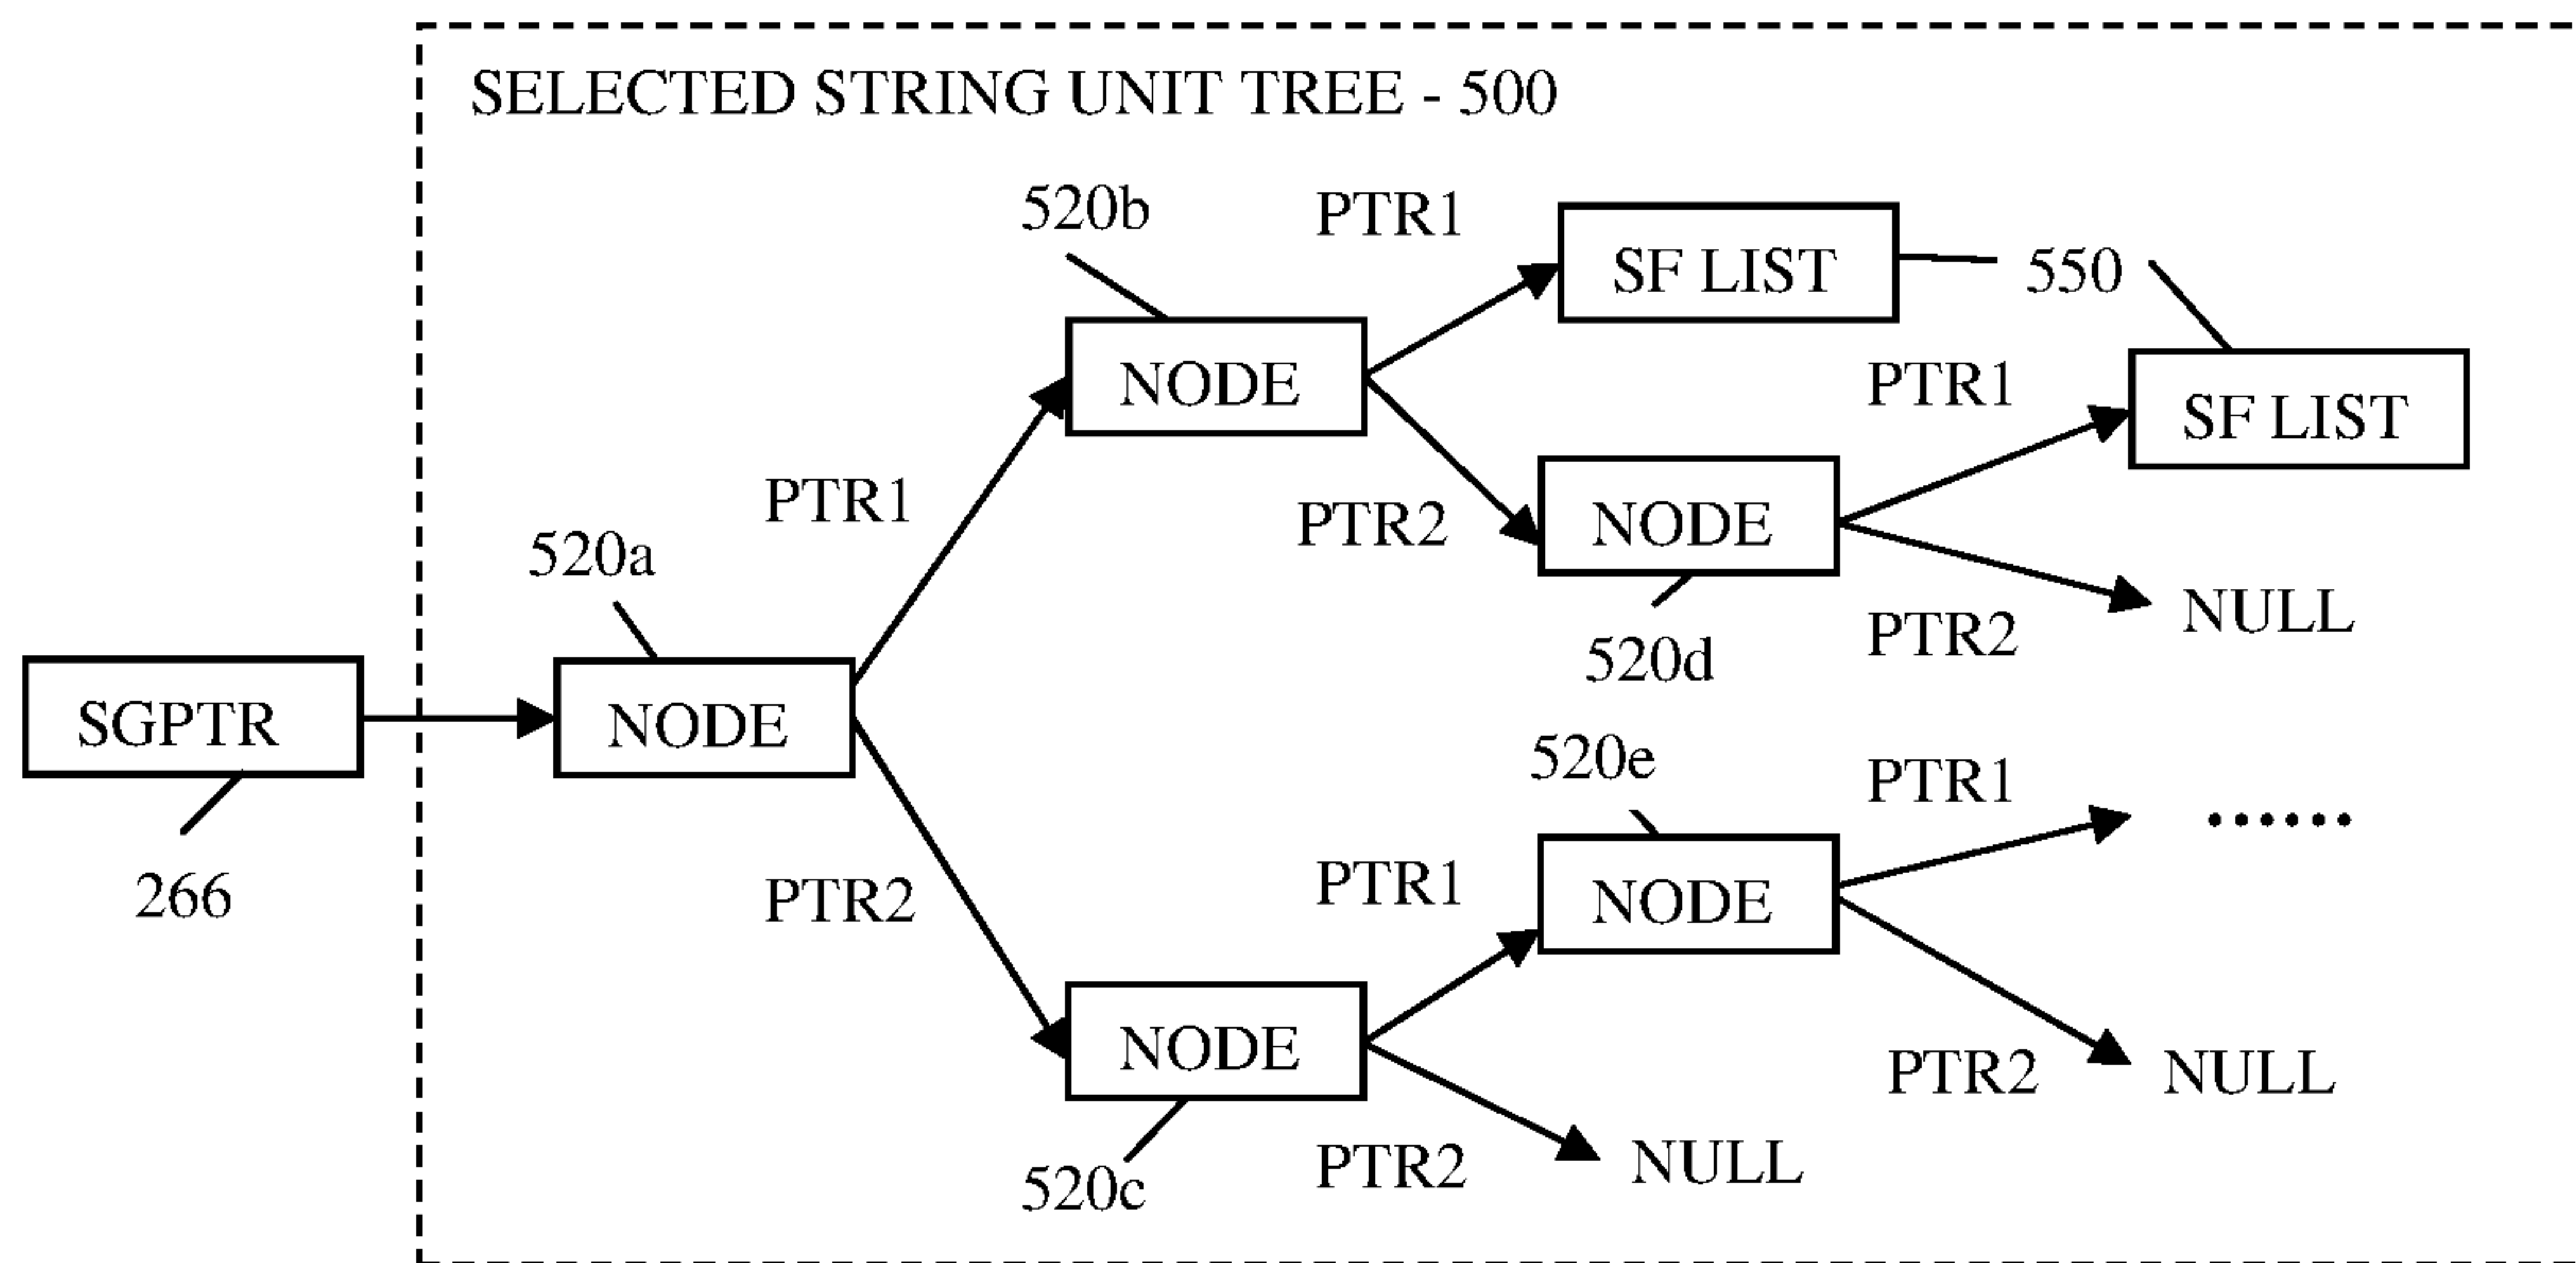 SELECTED STRING UNIT TREE - 500
520b
PTR1
SF LIST
550
NODE
PTR1
SF LIST
PTR1
PTR2
NODE
520a
NULL
PTR2
520d
SGPTR
NODE
520e
PTR1
......
266
PTR2
PTR1
NODE
NODE
PTR2
NULL
520c
PTR2
NULL